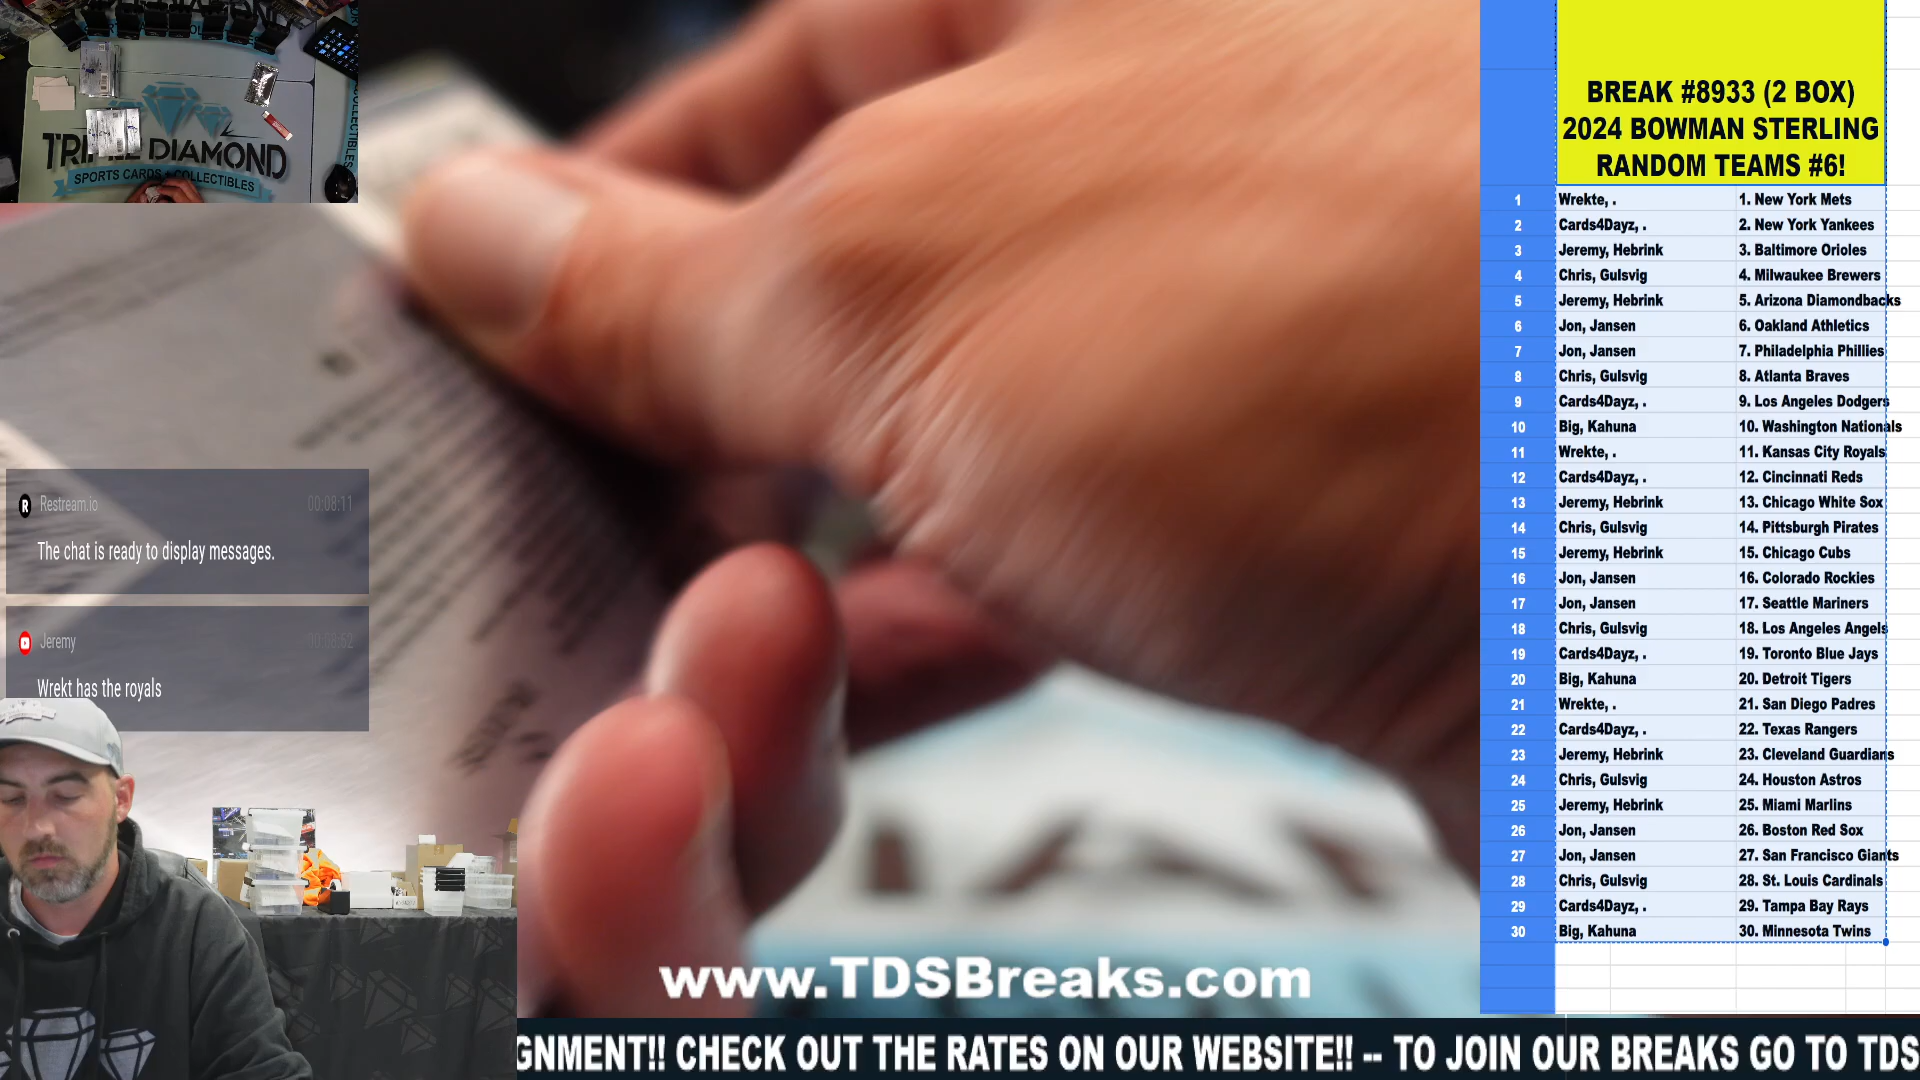 TRIPLE DIAMOND
SPORTS CARDS + COLLECTIBLES
Restream.io 00:08:11
The chat is ready to display messages.
Jeremy 00:08:52
Wrekt has the royals
BREAK #8933 (2 BOX)
2024 BOWMAN STERLING
RANDOM TEAMS #6!
1 Wrekte, . 1. New York Mets
2 Cards4Dayz, . 2. New York Yankees
3 Jeremy, Hebrink 3. Baltimore Orioles
4 Chris, Gulsvig 4. Milwaukee Brewers
5 Jeremy, Hebrink 5. Arizona Diamondbacks
6 Jon, Jansen 6. Oakland Athletics
7 Jon, Jansen 7. Philadelphia Phillies
8 Chris, Gulsvig 8. Atlanta Braves
9 Cards4Dayz, . 9. Los Angeles Dodgers
10 Big, Kahuna 10. Washington Nationals
11 Wrekte, . 11. Kansas City Royals
12 Cards4Dayz, . 12. Cincinnati Reds
13 Jeremy, Hebrink 13. Chicago White Sox
14 Chris, Gulsvig 14. Pittsburgh Pirates
15 Jeremy, Hebrink 15. Chicago Cubs
16 Jon, Jansen 16. Colorado Rockies
17 Jon, Jansen 17. Seattle Mariners
18 Chris, Gulsvig 18. Los Angeles Angels
19 Cards4Dayz, . 19. Toronto Blue Jays
20 Big, Kahuna 20. Detroit Tigers
21 Wrekte, . 21. San Diego Padres
22 Cards4Dayz, . 22. Texas Rangers
23 Jeremy, Hebrink 23. Cleveland Guardians
24 Chris, Gulsvig 24. Houston Astros
25 Jeremy, Hebrink 25. Miami Marlins
26 Jon, Jansen 26. Boston Red Sox
27 Jon, Jansen 27. San Francisco Giants
28 Chris, Gulsvig 28. St. Louis Cardinals
29 Cards4Dayz, . 29. Tampa Bay Rays
30 Big, Kahuna 30. Minnesota Twins
www.TDSBreaks.com
GNMENT!! CHECK OUT THE RATES ON OUR WEBSITE!! -- TO JOIN OUR BREAKS GO TO TDS